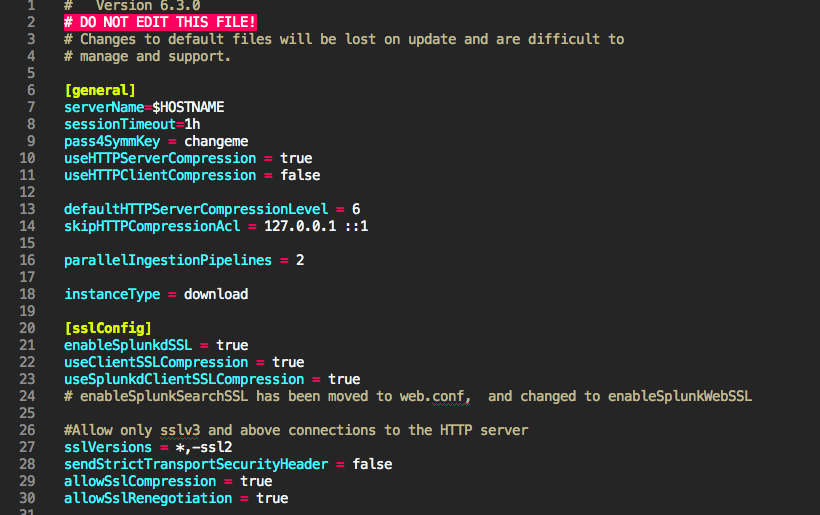 1 #   Version 6.3.0
2 # DO NOT EDIT THIS FILE!
3 # Changes to default files will be lost on update and are difficult to
4 # manage and support.
5
6 [general]
7 serverName=$HOSTNAME
8 sessionTimeout=1h
9 pass4SymmKey = changeme
10 useHTTPServerCompression = true
11 useHTTPClientCompression = false
12
13 defaultHTTPServerCompressionLevel = 6
14 skipHTTPCompressionAcl = 127.0.0.1 ::1
15
16 parallelIngestionPipelines = 2
17
18 instanceType = download
19
20 [sslConfig]
21 enableSplunkdSSL = true
22 useClientSSLCompression = true
23 useSplunkdClientSSLCompression = true
24 # enableSplunkSearchSSL has been moved to web.conf,  and changed to enableSplunkWebSSL
25
26 #Allow only sslv3 and above connections to the HTTP server
27 sslVersions = *,-ssl2
28 sendStrictTransportSecurityHeader = false
29 allowSslCompression = true
30 allowSslRenegotiation = true
31